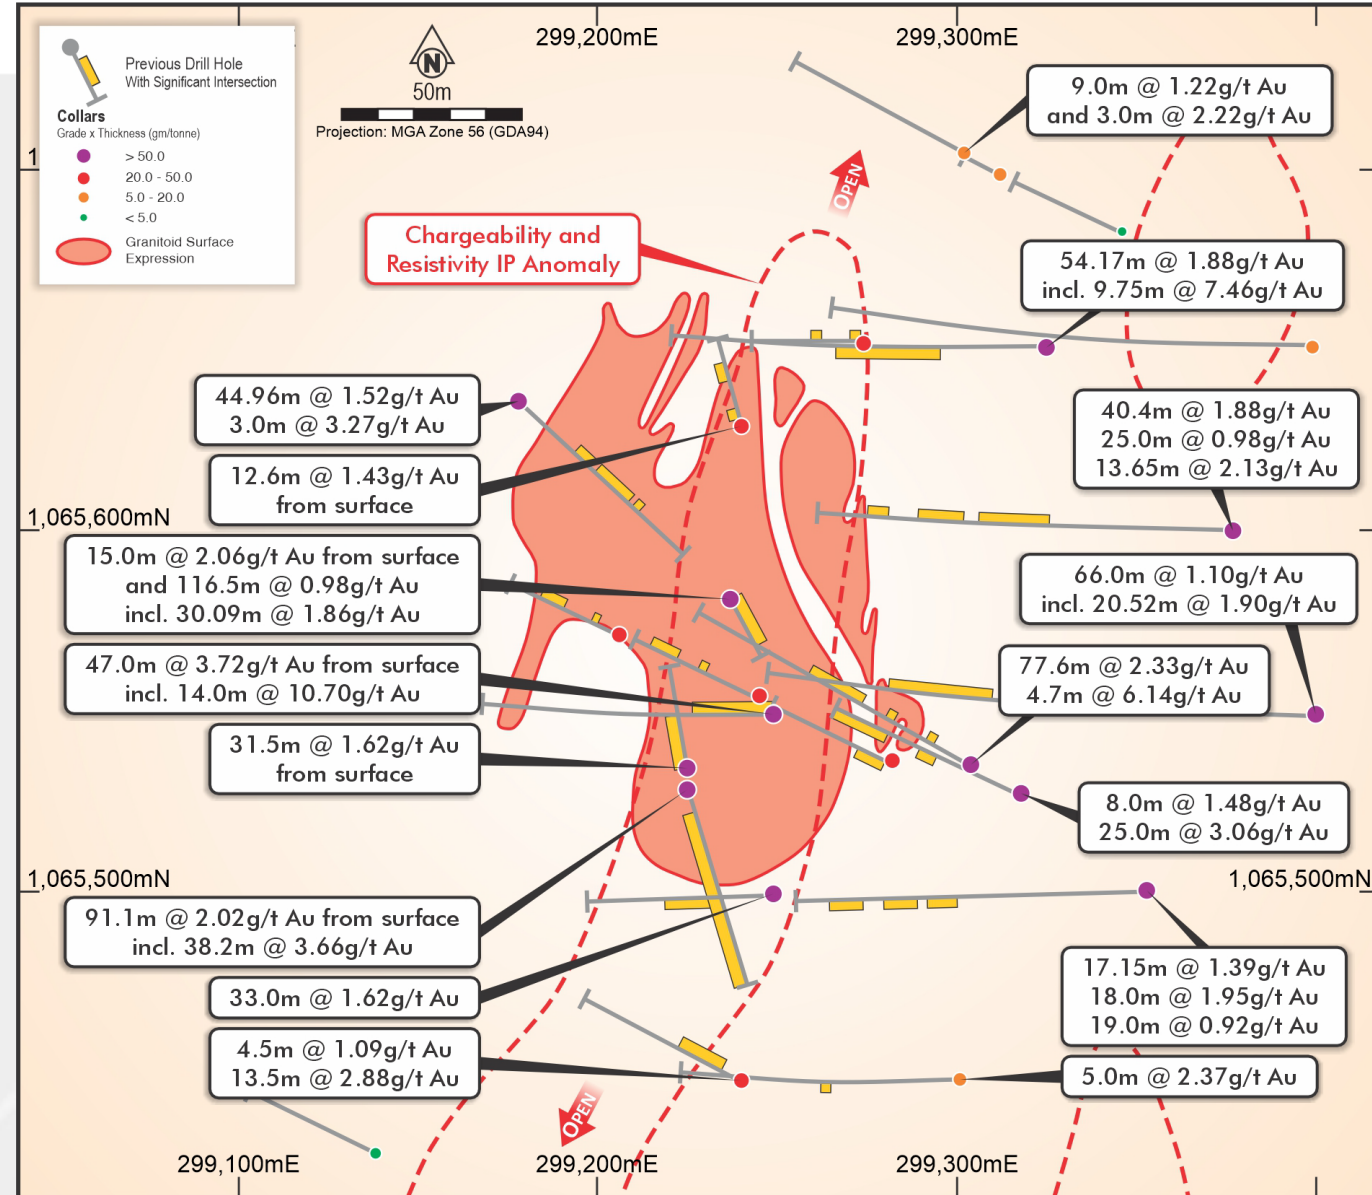 299,200mE
299,300mE
Previous Drill Hole
With Significant Intersection
Collars
Grade x Thickness (gm/tonne)
> 50.0
20.0 - 50.0
5.0 - 20.0
< 5.0
Granitoid Surface
Expression
N
50m
Projection: MGA Zone 56 (GDA94)
9.0m @ 1.22g/t Au
and 3.0m @ 2.22g/t Au
1
OPEN
Chargeability and
Resistivity IP Anomaly
54.17m @ 1.88g/t Au
incl. 9.75m @ 7.46g/t Au
44.96m @ 1.52g/t Au
3.0m @ 3.27g/t Au
40.4m @ 1.88g/t Au
25.0m @ 0.98g/t Au
13.65m @ 2.13g/t Au
12.6m @ 1.43g/t Au
from surface
1,065,600mN
15.0m @ 2.06g/t Au from surface
and 116.5m @ 0.98g/t Au
incl. 30.09m @ 1.86g/t Au
66.0m @ 1.10g/t Au
incl. 20.52m @ 1.90g/t Au
47.0m @ 3.72g/t Au from surface
incl. 14.0m @ 10.70g/t Au
77.6m @ 2.33g/t Au
4.7m @ 6.14g/t Au
31.5m @ 1.62g/t Au
from surface
8.0m @ 1.48g/t Au
25.0m @ 3.06g/t Au
1,065,500mN
1,065,500mN
91.1m @ 2.02g/t Au from surface
incl. 38.2m @ 3.66g/t Au
33.0m @ 1.62g/t Au
17.15m @ 1.39g/t Au
18.0m @ 1.95g/t Au
19.0m @ 0.92g/t Au
4.5m @ 1.09g/t Au
13.5m @ 2.88g/t Au
5.0m @ 2.37g/t Au
OPEN
299,100mE
299,200mE
299,300mE